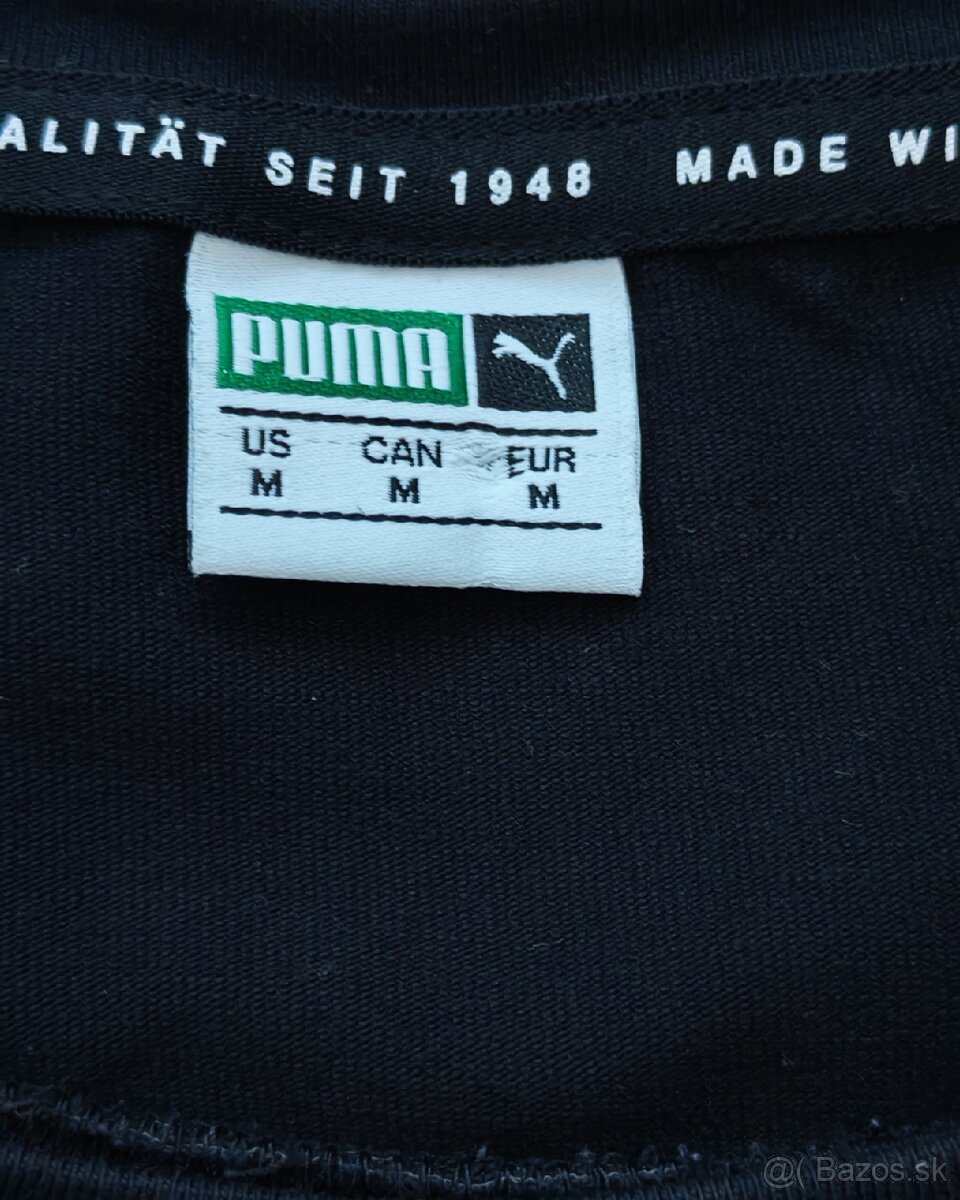 ALITÄT SEIT 1948 MADE WI
PUMA
US CAN EUR
M M M
@( Bazos.sk